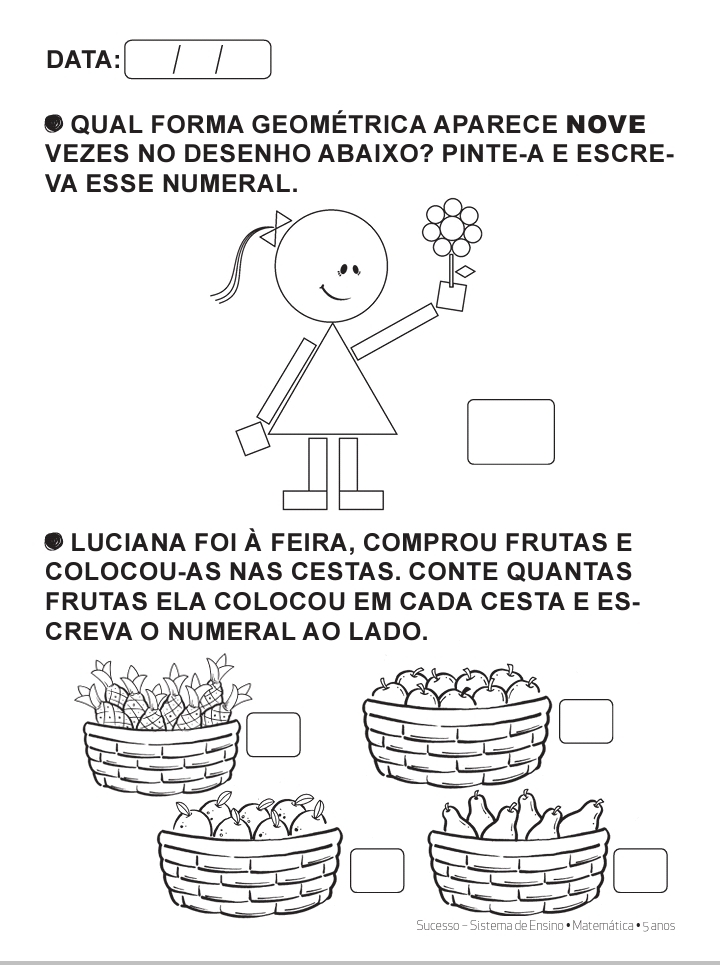 DATA: / /
QUAL FORMA GEOMÉTRICA APARECE NOVE
VEZES NO DESENHO ABAIXO? PINTE-A E ESCRE-
VA ESSE NUMERAL.
LUCIANA FOI À FEIRA, COMPROU FRUTAS E
COLOCOU-AS NAS CESTAS. CONTE QUANTAS
FRUTAS ELA COLOCOU EM CADA CESTA E ES-
CREVA O NUMERAL AO LADO.
Sucesso - Sistema de Ensino • Matemática • 5 anos